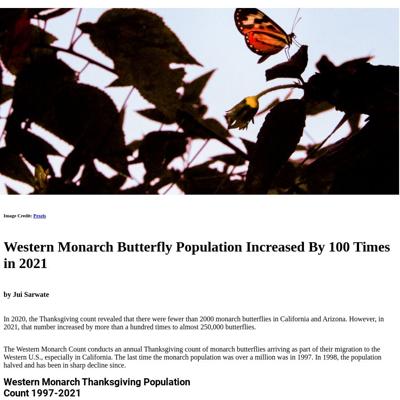 Image Credit: Pexels
Western Monarch Butterfly Population Increased By 100 Times
in 2021
by Jui Sarwate
In 2020, the Thanksgiving count revealed that there were fewer than 2000 monarch butterflies in California and Arizona. However, in
2021, that number increased by more than a hundred times to almost 250,000 butterflies.
The Western Monarch Count conducts an annual Thanksgiving count of monarch butterflies arriving as part of their migration to the
Western U.S., especially in California. The last time the monarch population was over a million was in 1997. In 1998, the population
halved and has been in sharp decline since.
Western Monarch Thanksgiving Population
Count 1997-2021